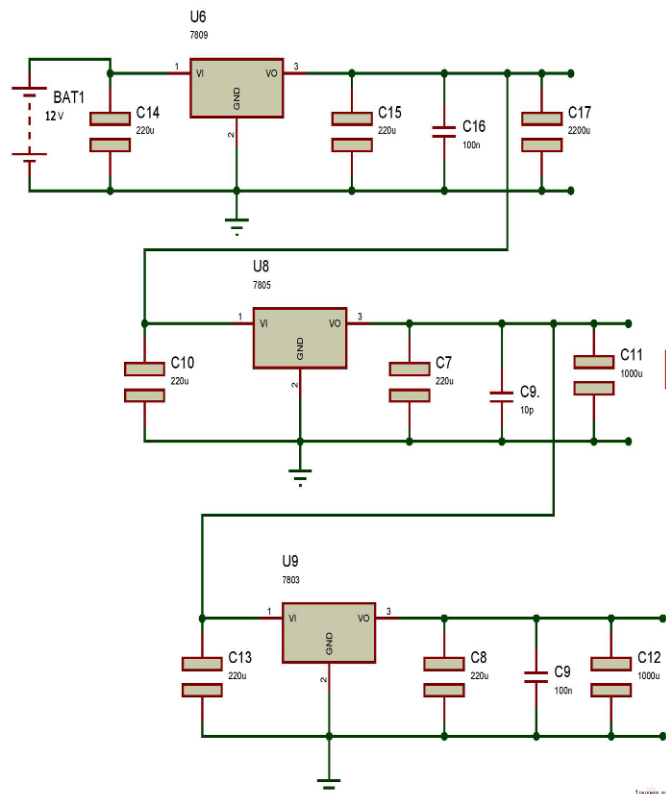 U6
7809
1 VI VO 3
GND
2
BAT1
12 V
C14
220u
C15
220u
C16
100n
C17
2200u
U8
7805
1 VI VO 3
GND
2
C10
220u
C7
220u
C9.
10p
C11
1000u
U9
7803
1 VI VO 3
GND
2
C13
220u
C8
220u
C9
100n
C12
1000u